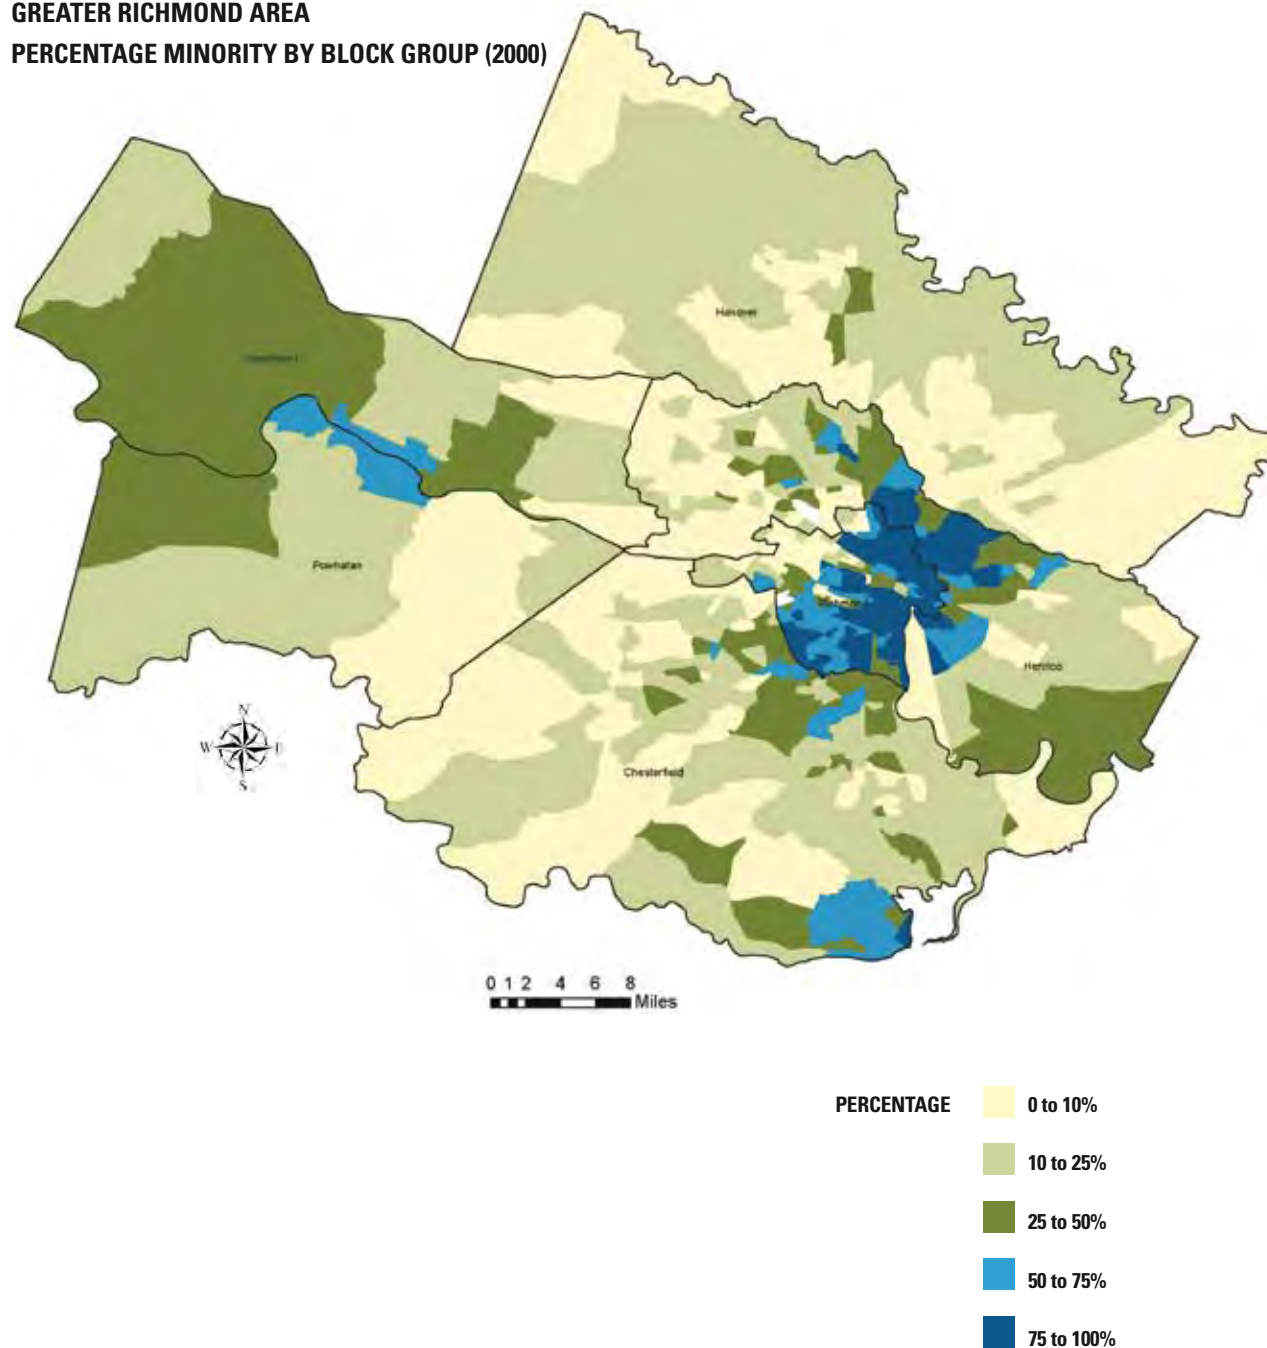 GREATER RICHMOND AREA
PERCENTAGE MINORITY BY BLOCK GROUP (2000)
Hanover
Powhatan
Henrico
Chesterfield
N
W
E
S
0 1 2 4 6 8
Miles
PERCENTAGE
0 to 10%
10 to 25%
25 to 50%
50 to 75%
75 to 100%